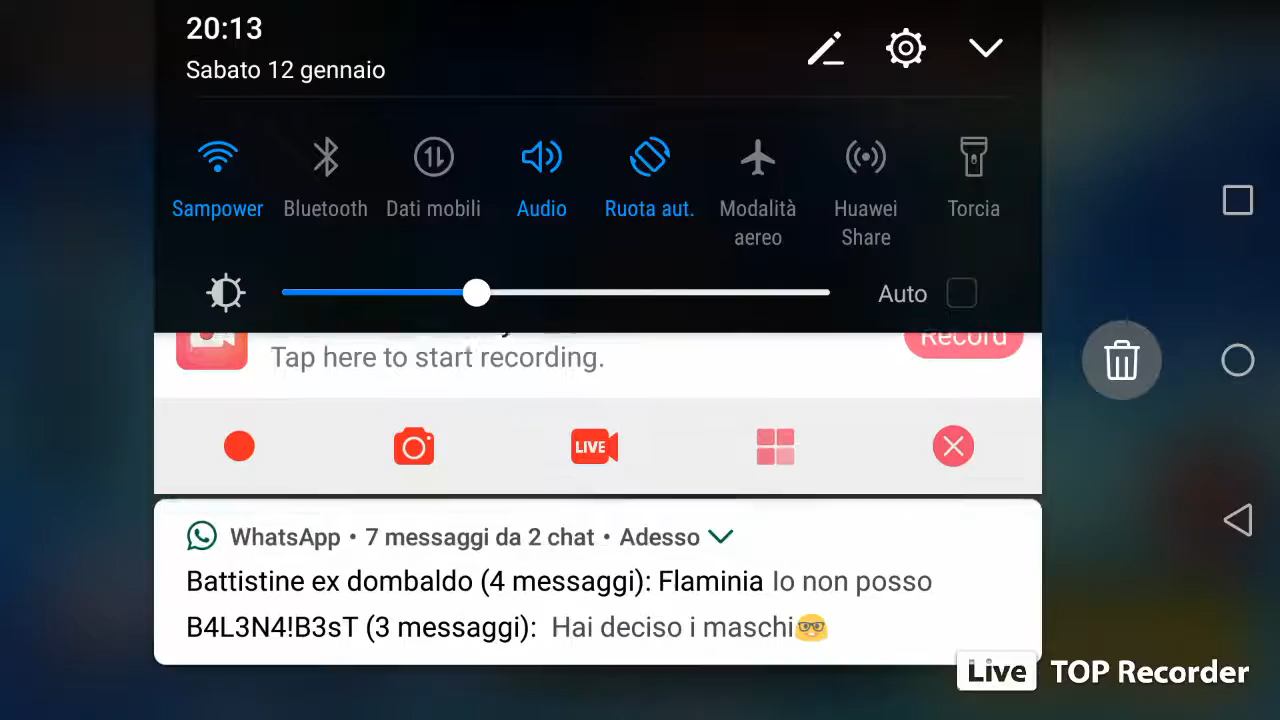 20:13
Sabato 12 gennaio
Sampower
Bluetooth
Dati mobili
Audio
Ruota aut.
Modalità
aereo
Huawei
Share
Torcia
Auto
Record
Tap here to start recording.
LIVE
WhatsApp • 7 messaggi da 2 chat • Adesso
Battistine ex dombaldo (4 messaggi): Flaminia Io non posso
B4L3N4!B3sT (3 messaggi): Hai deciso i maschi🤓
Live TOP Recorder